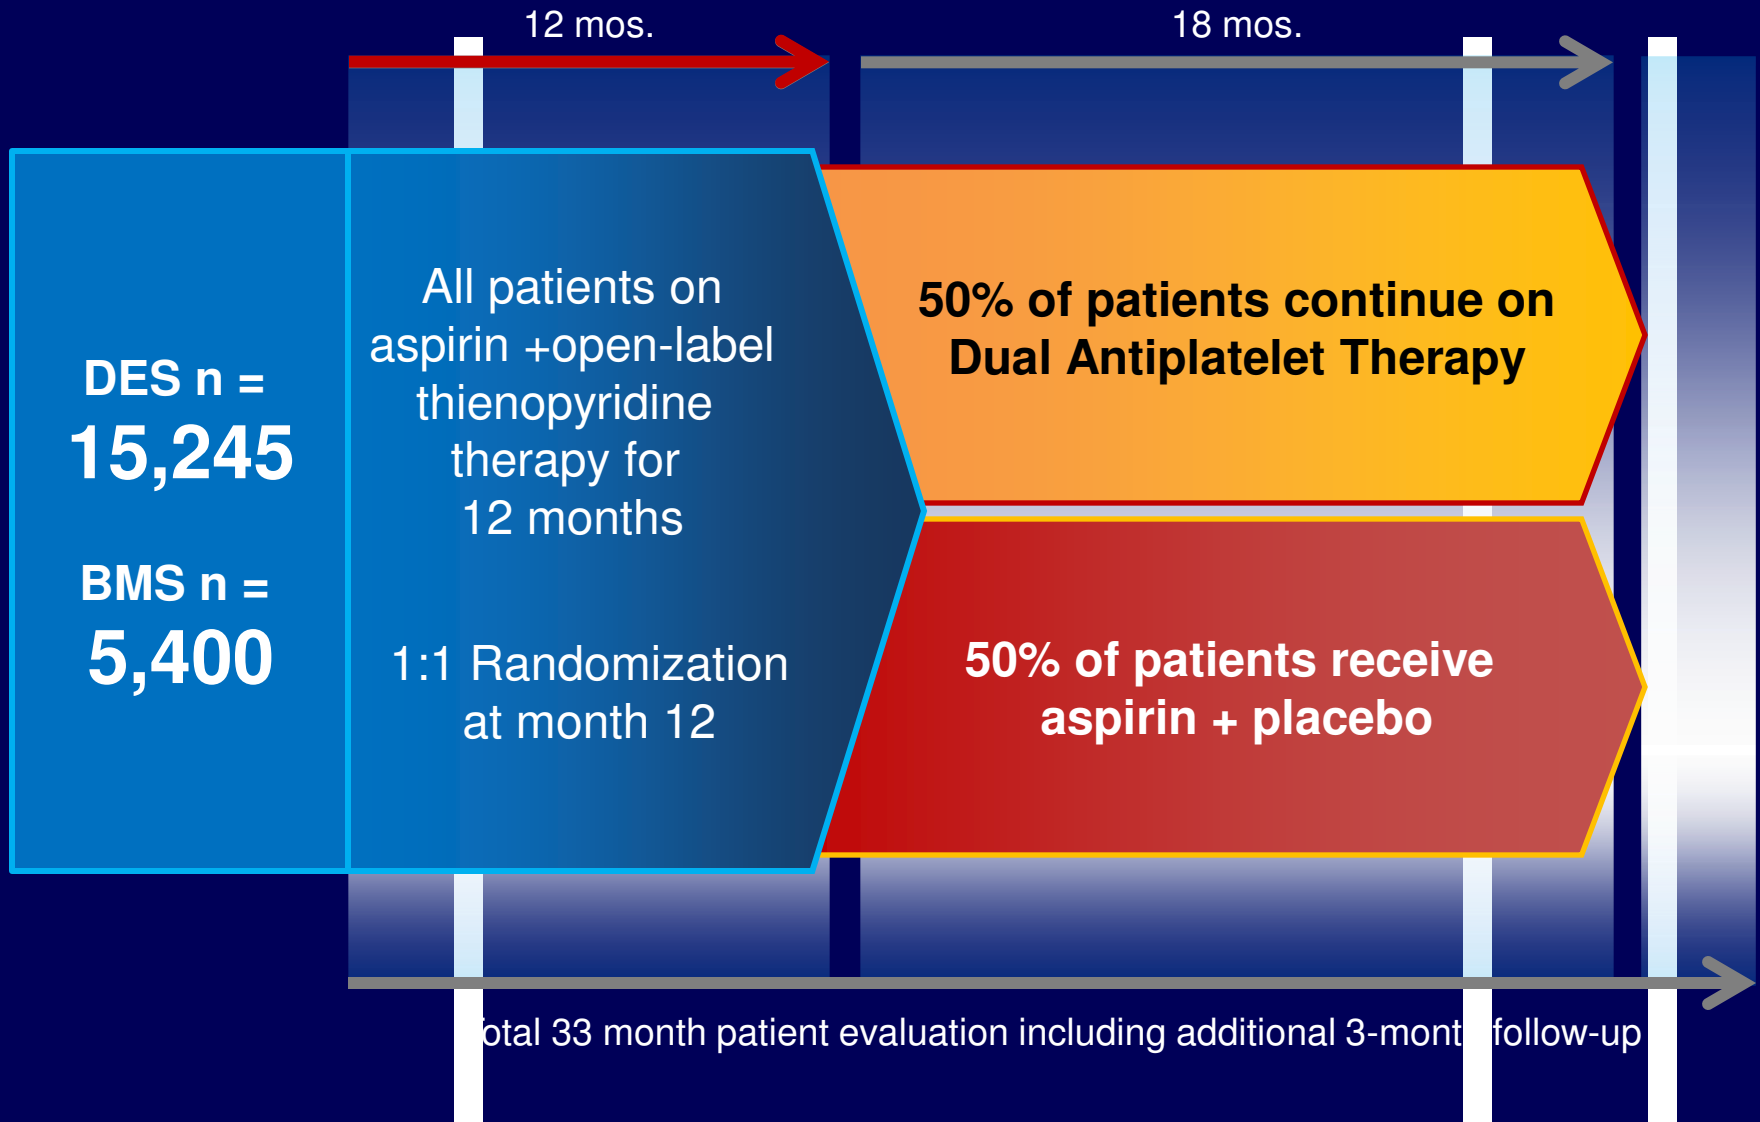 12 mos.
18 mos.
DES n =
15,245
BMS n =
5,400
All patients on
aspirin +open-label
thienopyridine
therapy for
12 months
1:1 Randomization
at month 12
50% of patients continue on
Dual Antiplatelet Therapy
50% of patients receive
aspirin + placebo
Total 33 month patient evaluation including additional 3-month follow-up